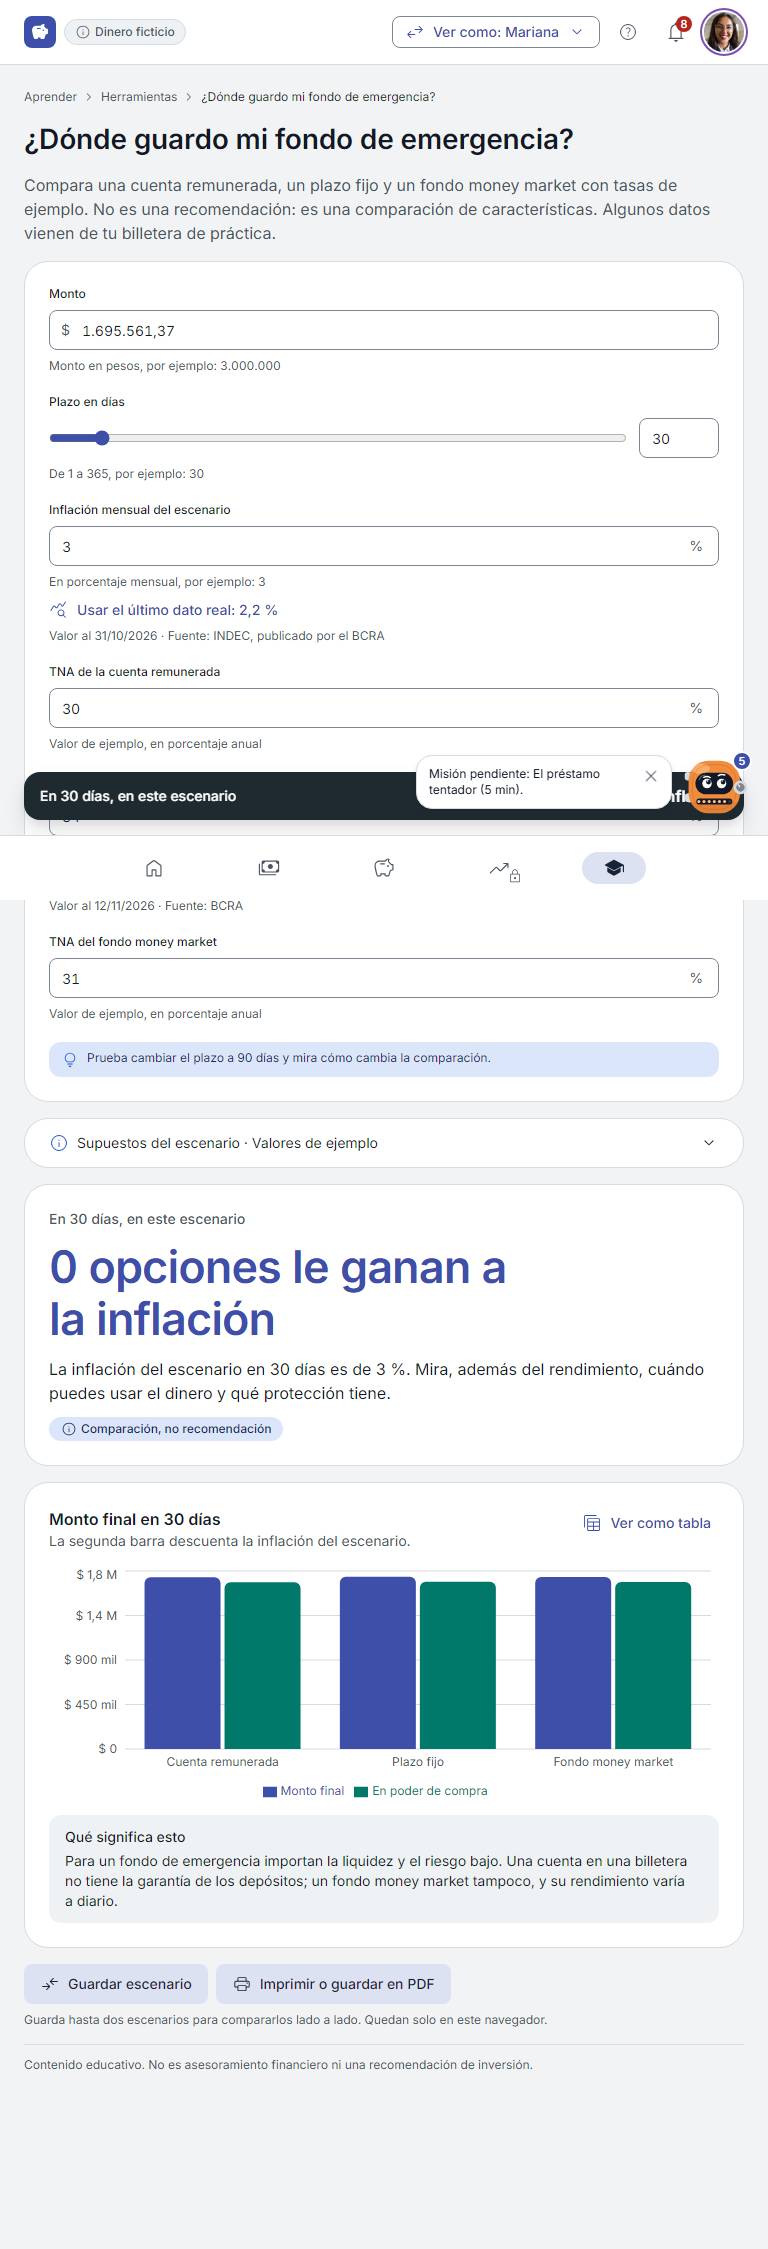 Dinero ficticio
Ver como: Mariana
8
Aprender
Herramientas
¿Dónde guardo mi fondo de emergencia?
¿Dónde guardo mi fondo de emergencia?
Compara una cuenta remunerada, un plazo fijo y un fondo money market con tasas de
ejemplo. No es una recomendación: es una comparación de características. Algunos datos
vienen de tu billetera de práctica.
Monto
$ 1.695.561,37
Monto en pesos, por ejemplo: 3.000.000
Plazo en días
30
De 1 a 365, por ejemplo: 30
Inflación mensual del escenario
3 %
En porcentaje mensual, por ejemplo: 3
Usar el último dato real: 2,2 %
Valor al 31/10/2026 · Fuente: INDEC, publicado por el BCRA
TNA de la cuenta remunerada
30 %
Valor de ejemplo, en porcentaje anual
Misión pendiente: El préstamo
tentador (5 min).
5
En 30 días, en este escenario
Valor al 12/11/2026 · Fuente: BCRA
TNA del fondo money market
31 %
Valor de ejemplo, en porcentaje anual
Prueba cambiar el plazo a 90 días y mira cómo cambia la comparación.
Supuestos del escenario · Valores de ejemplo
En 30 días, en este escenario
0 opciones le ganan a
la inflación
La inflación del escenario en 30 días es de 3 %. Mira, además del rendimiento, cuándo
puedes usar el dinero y qué protección tiene.
Comparación, no recomendación
Monto final en 30 días
Ver como tabla
La segunda barra descuenta la inflación del escenario.
$ 1,8 M
$ 1,4 M
$ 900 mil
$ 450 mil
$ 0
Cuenta remunerada
Plazo fijo
Fondo money market
Monto final
En poder de compra
Qué significa esto
Para un fondo de emergencia importan la liquidez y el riesgo bajo. Una cuenta en una billetera
no tiene la garantía de los depósitos; un fondo money market tampoco, y su rendimiento varía
a diario.
Guardar escenario
Imprimir o guardar en PDF
Guarda hasta dos escenarios para compararlos lado a lado. Quedan solo en este navegador.
Contenido educativo. No es asesoramiento financiero ni una recomendación de inversión.